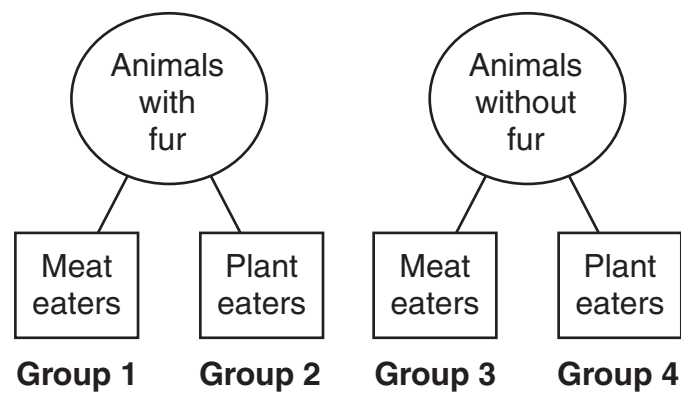 Animals
with
fur
Animals
without
fur
Meat
eaters
Plant
eaters
Meat
eaters
Plant
eaters
Group 1
Group 2
Group 3
Group 4